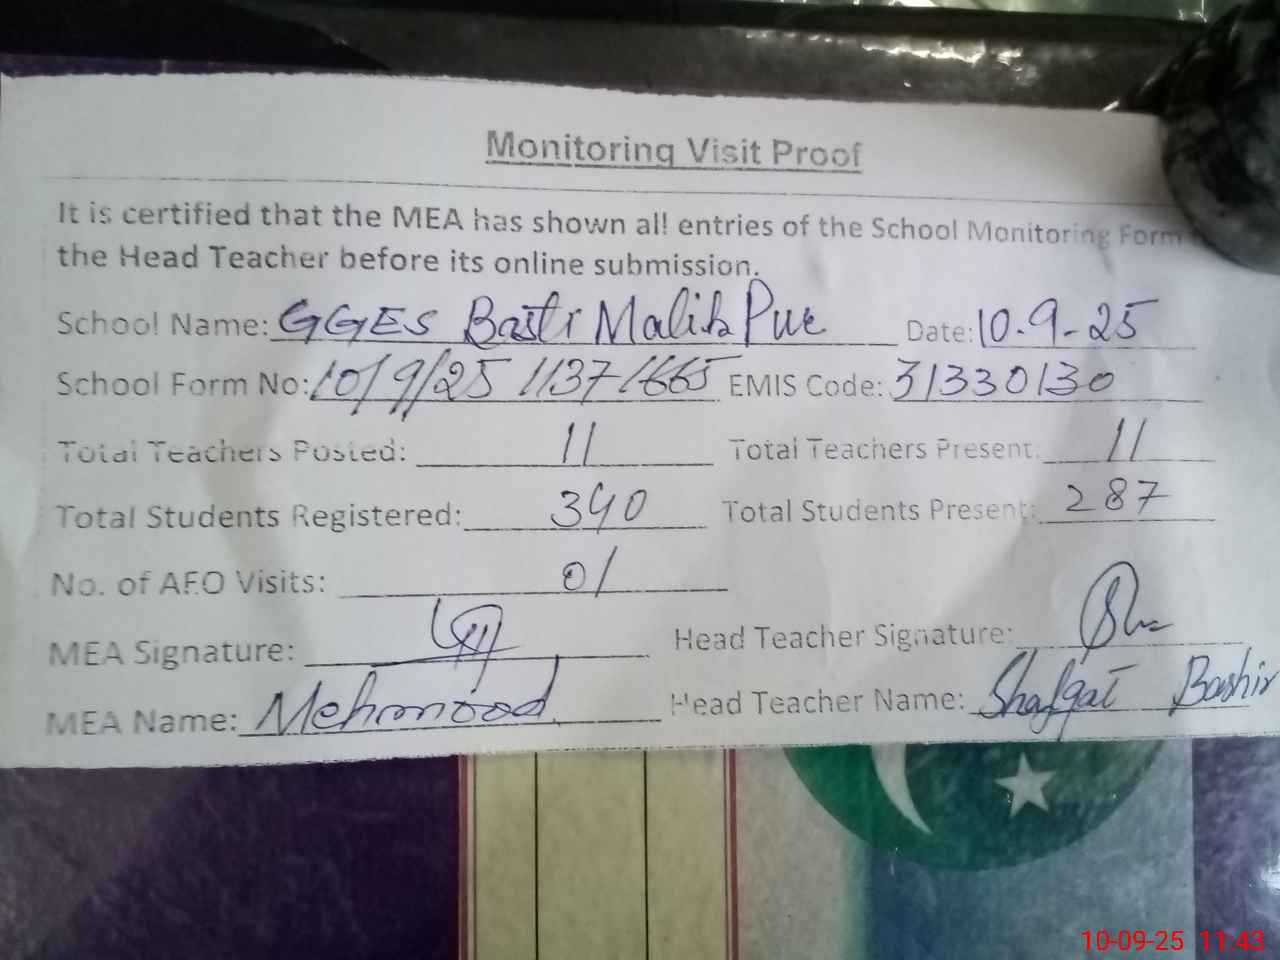 Monitoring Visit Proof
It is certified that the MEA has shown all entries of the School Monitoring Form
the Head Teacher before its online submission.
School Name: GGES Basti Malik Pur Date: 10-9-25
School Form No: 10/9/25 1137 1665 EMIS Code: 31330130
Total Teachers Posted: 11 Total Teachers Present: 11
Total Students Registered: 340 Total Students Present: 287
No. of AEO Visits: 01
MEA Signature: Head Teacher Signature:
MEA Name: Mehmood Head Teacher Name: Shafqat Bashir
10-09-25 11:43